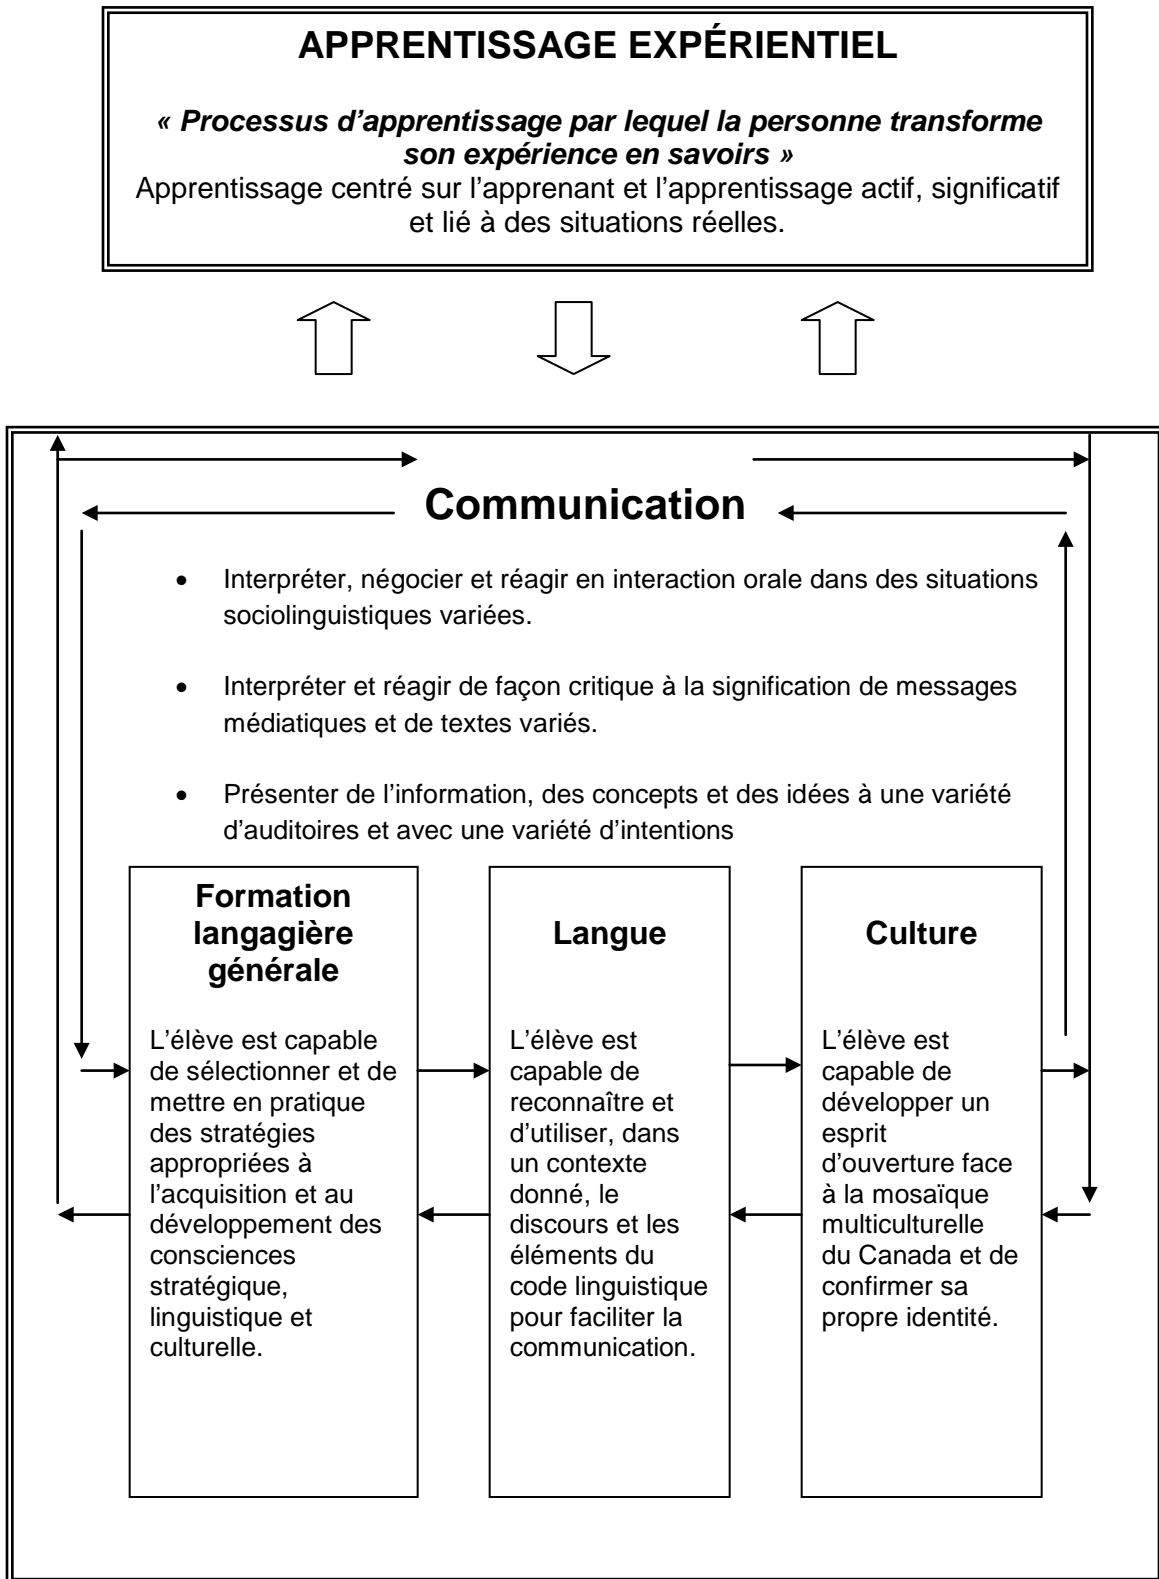 APPRENTISSAGE EXPÉRIENTIEL
« Processus d’apprentissage par lequel la personne transforme
son expérience en savoirs »
Apprentissage centré sur l’apprenant et l’apprentissage actif, significatif
et lié à des situations réelles.
Communication
• Interpréter, négocier et réagir en interaction orale dans des situations
sociolinguistiques variées.
• Interpréter et réagir de façon critique à la signification de messages
médiatiques et de textes variés.
• Présenter de l’information, des concepts et des idées à une variété
d’auditoires et avec une variété d’intentions
Formation
langagière
générale
L’élève est capable
de sélectionner et de
mettre en pratique
des stratégies
appropriées à
l’acquisition et au
développement des
consciences
stratégique,
linguistique et
culturelle.
Langue
L’élève est
capable de
reconnaître et
d’utiliser, dans
un contexte
donné, le
discours et les
éléments du
code linguistique
pour faciliter la
communication.
Culture
L’élève est
capable de
développer un
esprit
d’ouverture face
à la mosaïque
multiculturelle
du Canada et de
confirmer sa
propre identité.